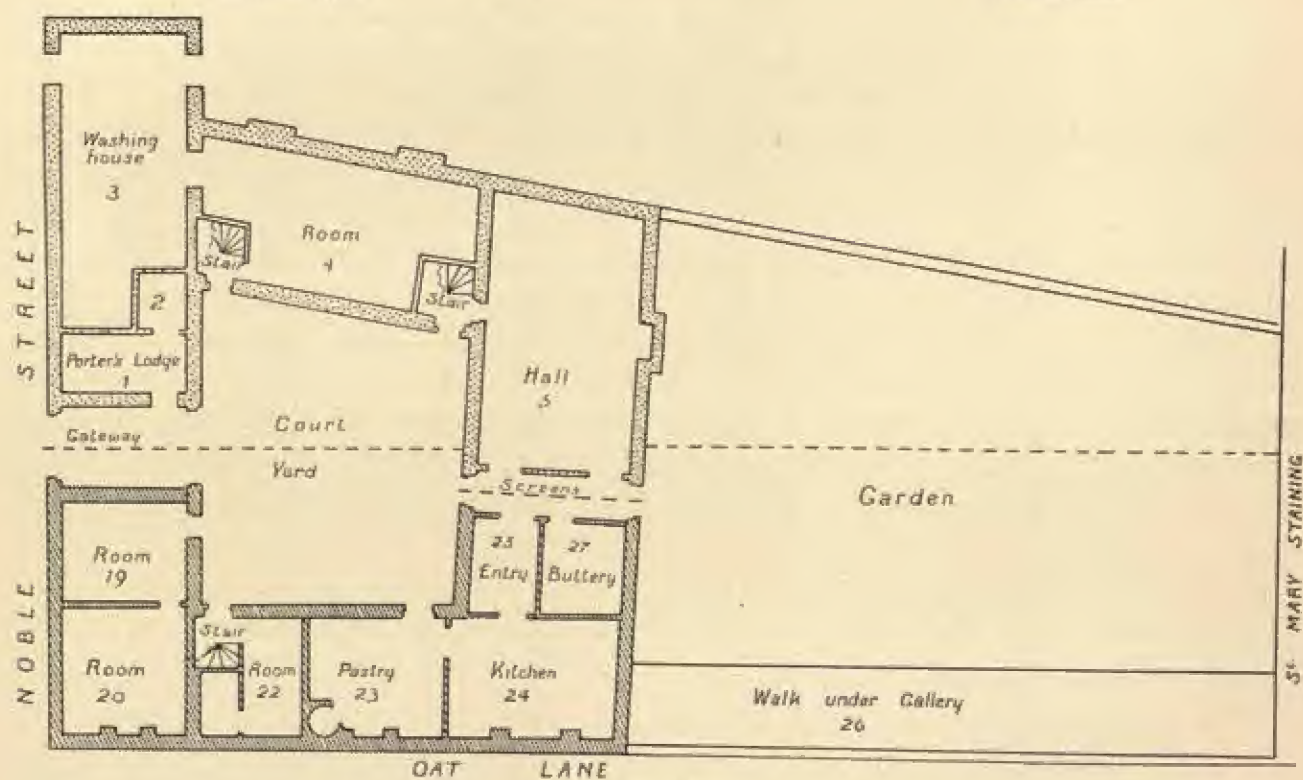 Washing
house
3
STREET
Stair
Room
4
Stair
2
Porter's Lodge
1
Hall
5
Gateway
Court
Yard
Screens
Garden
Room
19
25
Entry
27
Buttery
NOBLE
Stair
Room
20
Room
22
Pastry
23
Kitchen
24
Walk under Gallery
26
St. MARY STAINING
OAT LANE